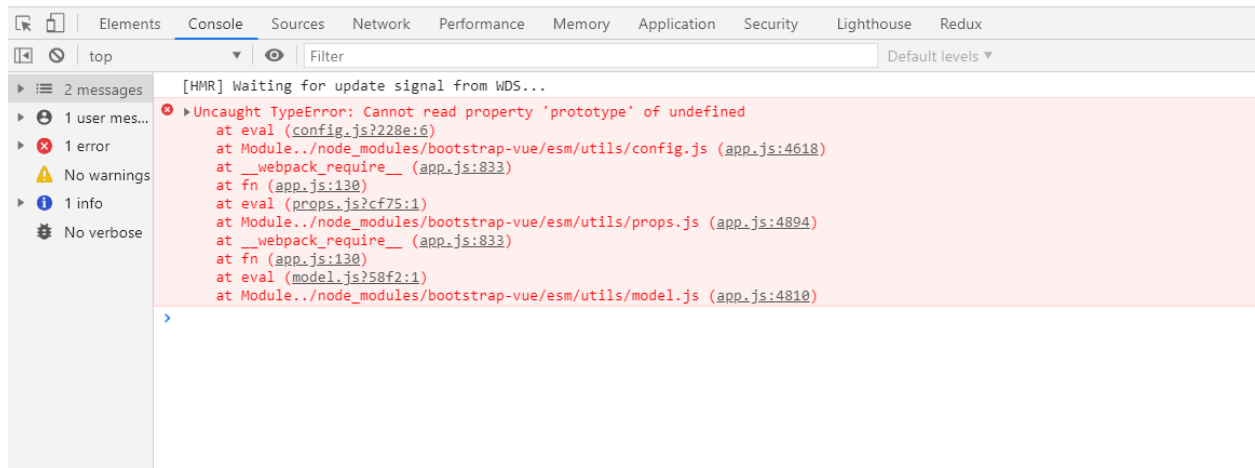 Elements Console Sources Network Performance Memory Application Security Lighthouse Redux
top Filter Default levels
2 messages
1 user mes...
1 error
No warnings
1 info
No verbose
[HMR] Waiting for update signal from WDS...
Uncaught TypeError: Cannot read property 'prototype' of undefined
at eval (config.js?228e:6)
at Module../node_modules/bootstrap-vue/esm/utils/config.js (app.js:4618)
at __webpack_require__ (app.js:833)
at fn (app.js:130)
at eval (props.js?cf75:1)
at Module../node_modules/bootstrap-vue/esm/utils/props.js (app.js:4894)
at __webpack_require__ (app.js:833)
at fn (app.js:130)
at eval (model.js?58f2:1)
at Module../node_modules/bootstrap-vue/esm/utils/model.js (app.js:4810)